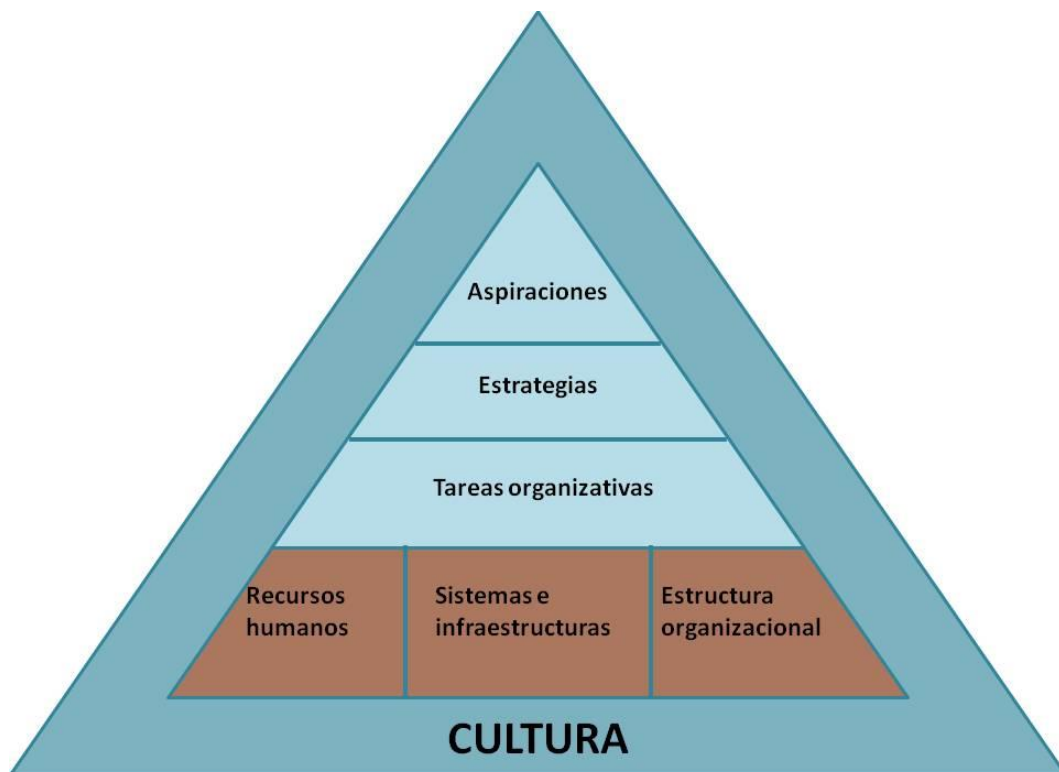 Aspiraciones
Estrategias
Tareas organizativas
Recursos
humanos
Sistemas e
infraestructuras
Estructura
organizacional
CULTURA